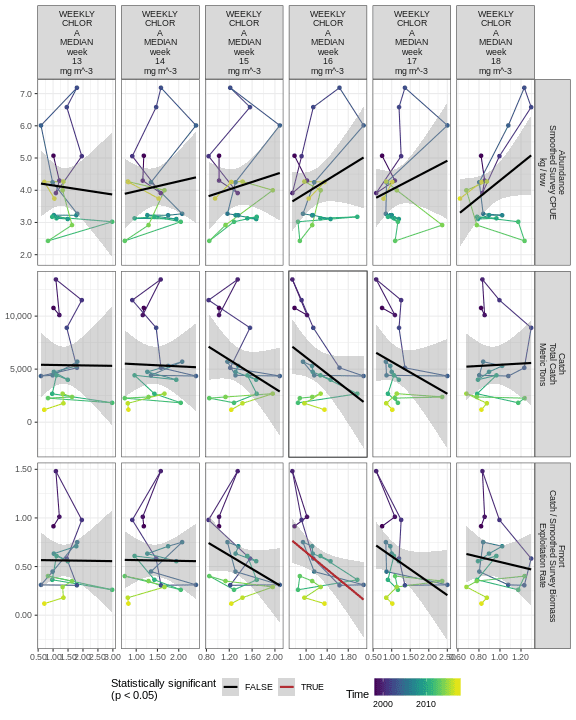 WEEKLY
CHLOR
A
MEDIAN
week
13
mg m^-3
WEEKLY
CHLOR
A
MEDIAN
week
14
mg m^-3
WEEKLY
CHLOR
A
MEDIAN
week
15
mg m^-3
WEEKLY
CHLOR
A
MEDIAN
week
16
mg m^-3
WEEKLY
CHLOR
A
MEDIAN
week
17
mg m^-3
WEEKLY
CHLOR
A
MEDIAN
week
18
mg m^-3
7.0
6.0
5.0
4.0
3.0
2.0
Abundance
Smoothed Survey CPUE
kg / tow
10,000
5,000
0
Catch
Total Catch
Metric Tons
1.50
1.00
0.50
0.00
Fmort
Catch / Smoothed Survey Biomass
Exploitation Rate
0.50 1.00 1.50 2.00 2.50 3.00
1.00 1.50 2.00
0.80 1.20 1.60 2.00
1.00 1.40 1.80
0.50 1.00 1.50 2.00 2.50
0.60 0.80 1.00 1.20
Statistically significant
(p < 0.05)
FALSE
TRUE
Time
2000 2010